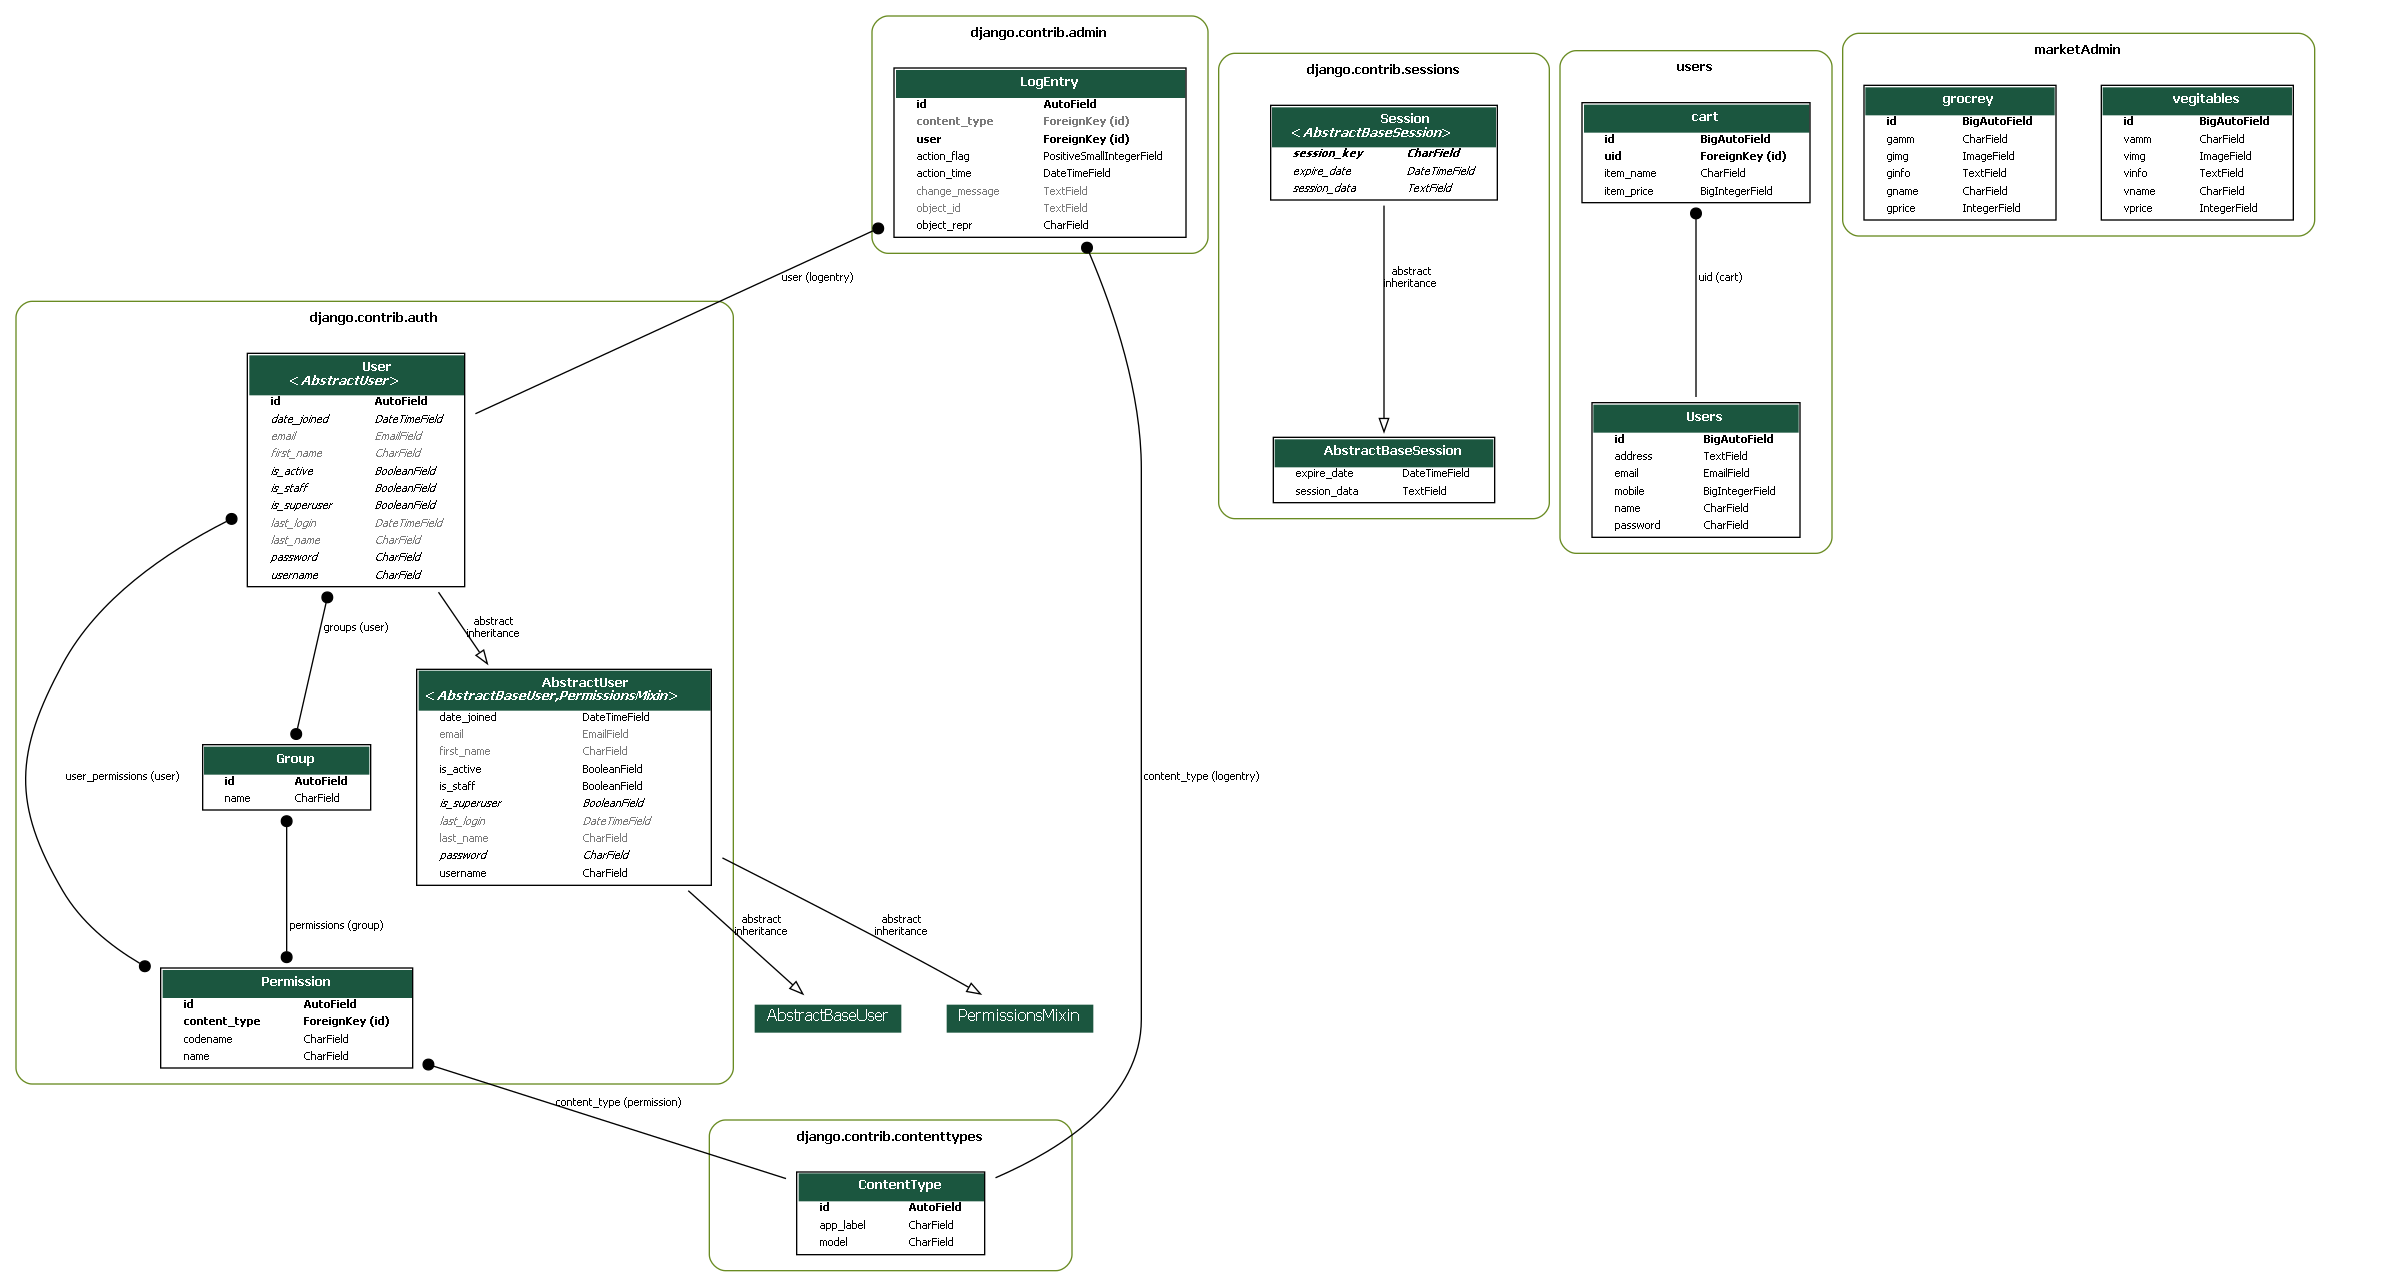 django.contrib.admin
LogEntry
id AutoField
content_type ForeignKey (id)
user ForeignKey (id)
action_flag PositiveSmallIntegerField
action_time DateTimeField
change_message TextField
object_id TextField
object_repr CharField
django.contrib.sessions
Session
<AbstractBaseSession>
session_key CharField
expire_date DateTimeField
session_data TextField
abstract
inheritance
AbstractBaseSession
expire_date DateTimeField
session_data TextField
users
cart
id BigAutoField
uid ForeignKey (id)
item_name CharField
item_price BigIntegerField
uid (cart)
Users
id BigAutoField
address TextField
email EmailField
mobile BigIntegerField
name CharField
password CharField
marketAdmin
grocrey
id BigAutoField
gamm CharField
gimg ImageField
ginfo TextField
gname CharField
gprice IntegerField
vegitables
id BigAutoField
vamm CharField
vimg ImageField
vinfo TextField
vname CharField
vprice IntegerField
user (logentry)
django.contrib.auth
User
<AbstractUser>
id AutoField
date_joined DateTimeField
email EmailField
first_name CharField
is_active BooleanField
is_staff BooleanField
is_superuser BooleanField
last_login DateTimeField
last_name CharField
password CharField
username CharField
groups (user)
abstract
inheritance
AbstractUser
<AbstractBaseUser,PermissionsMixin>
date_joined DateTimeField
email EmailField
first_name CharField
is_active BooleanField
is_staff BooleanField
is_superuser BooleanField
last_login DateTimeField
last_name CharField
password CharField
username CharField
Group
id AutoField
name CharField
user_permissions (user)
content_type (logentry)
permissions (group)
abstract
inheritance
abstract
inheritance
Permission
id AutoField
content_type ForeignKey (id)
codename CharField
name CharField
AbstractBaseUser
PermissionsMixin
content_type (permission)
django.contrib.contenttypes
ContentType
id AutoField
app_label CharField
model CharField